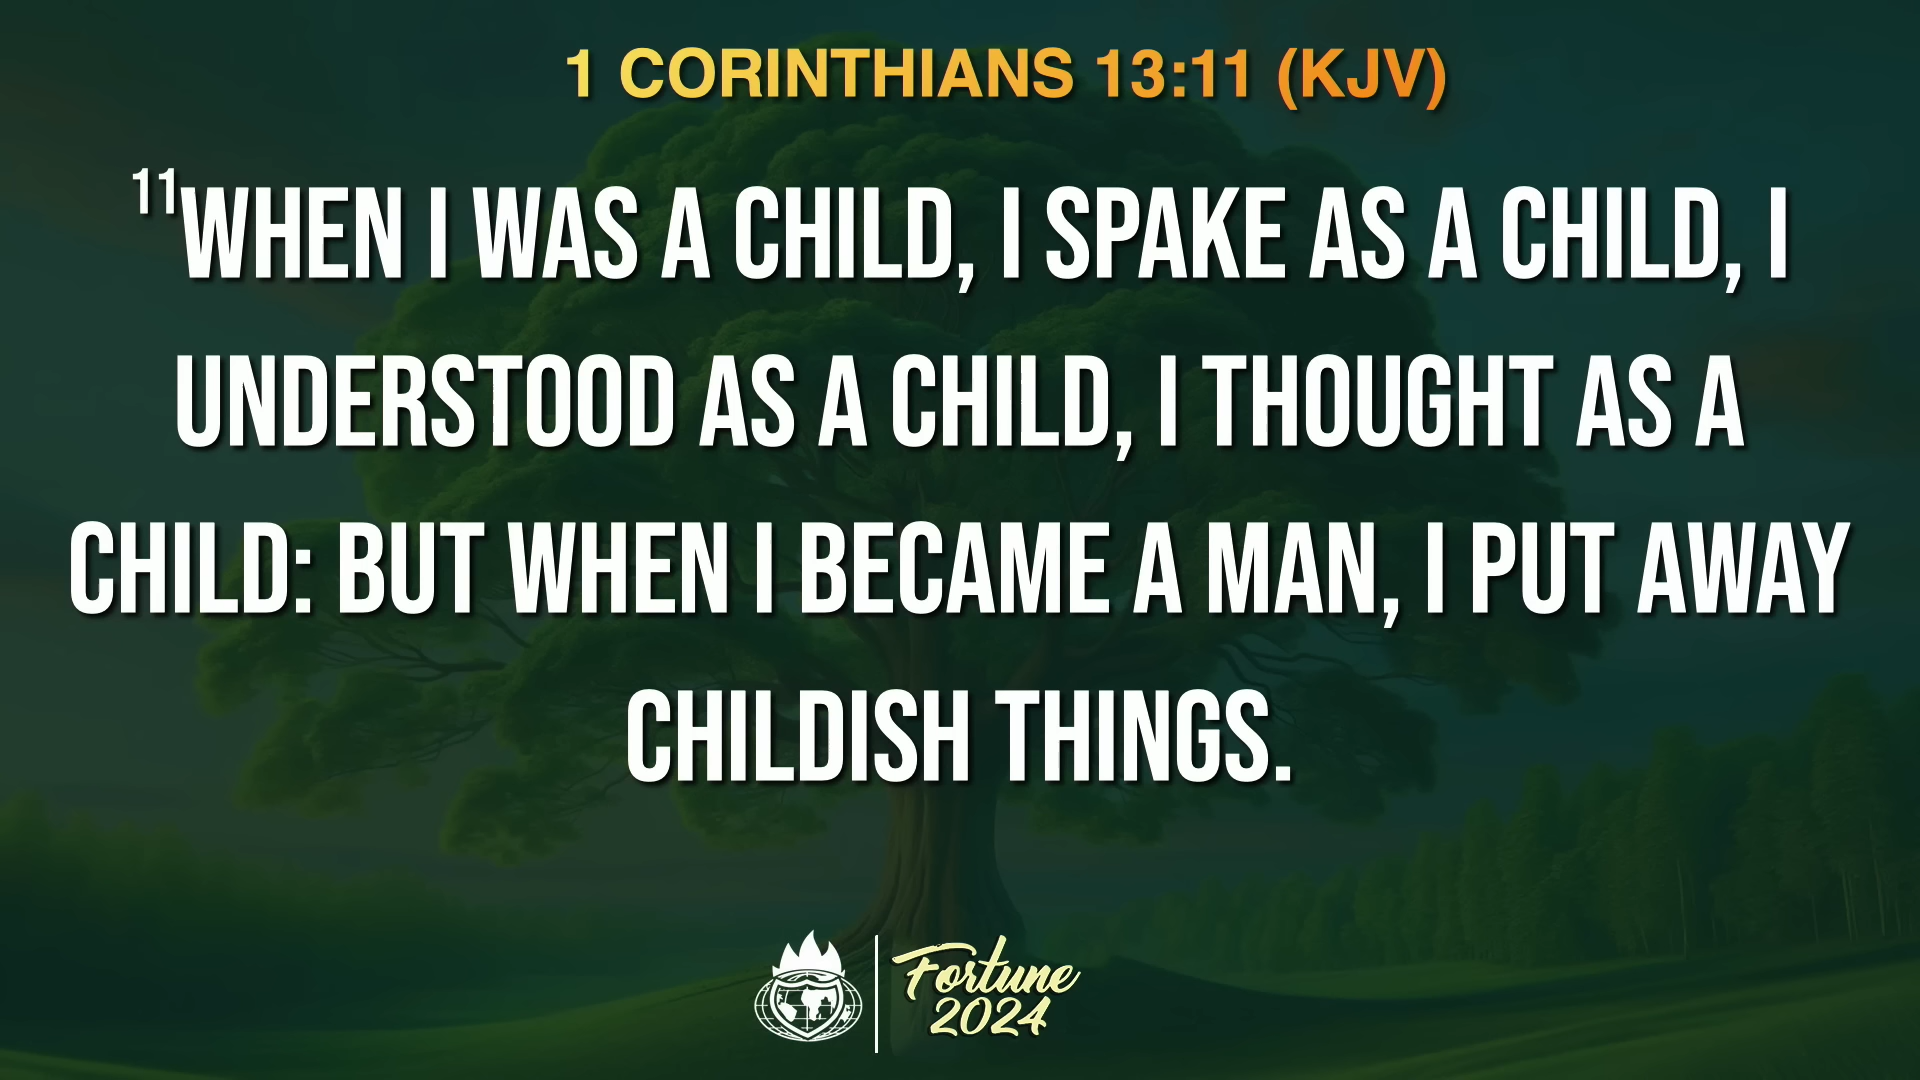 1 CORINTHIANS 13:11 (KJV)
11WHEN I WAS A CHILD, I SPAKE AS A CHILD, I
UNDERSTOOD AS A CHILD, I THOUGHT AS A
CHILD: BUT WHEN I BECAME A MAN, I PUT AWAY
CHILDISH THINGS.
Fortune
2024